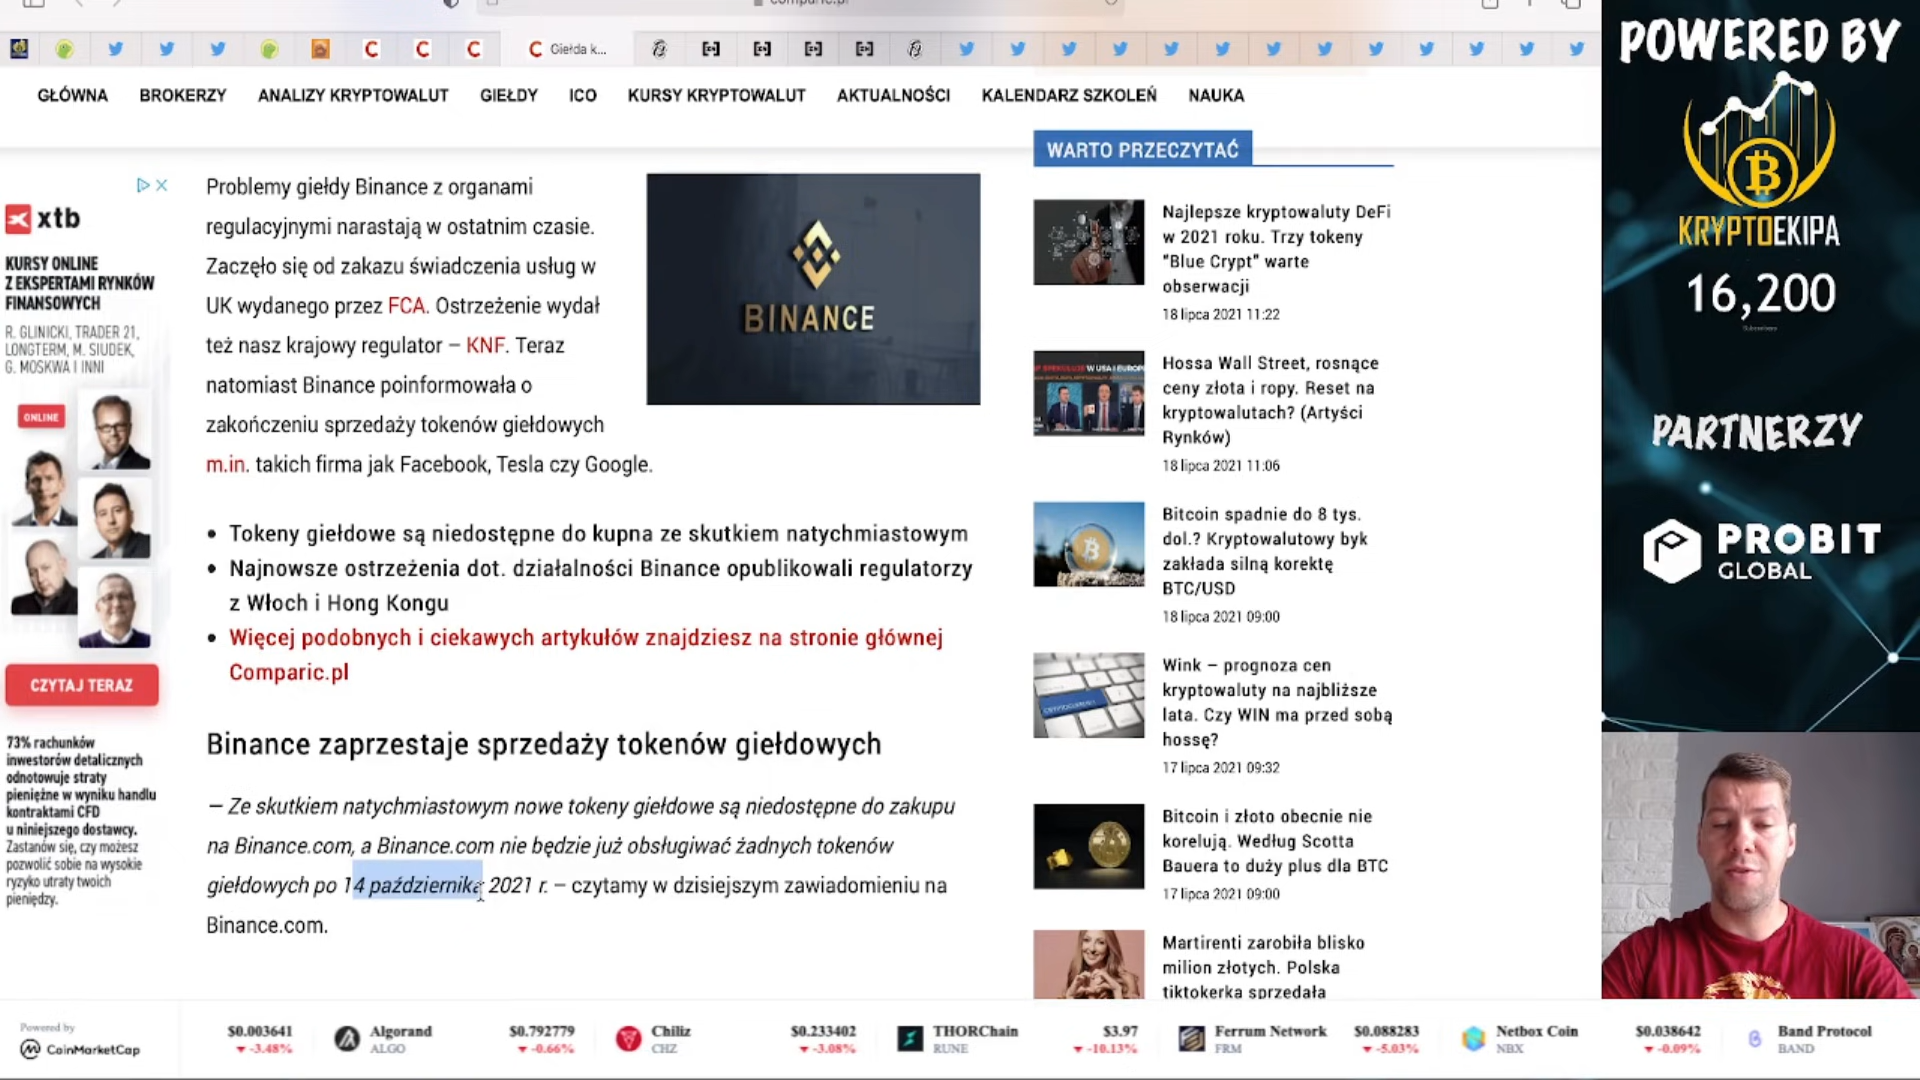 comparic.pl
Giełda k...
GŁÓWNA BROKERZY ANALIZY KRYPTOWALUT GIEŁDY ICO KURSY KRYPTOWALUT AKTUALNOŚCI KALENDARZ SZKOLEŃ NAUKA
xtb
KURSY ONLINE
Z EKSPERTAMI RYNKÓW
FINANSOWYCH
R. GLINICKI, TRADER 21,
LONGTERM, M. SIUDEK,
G. MOSKWA I INNI
ONLINE
CZYTAJ TERAZ
73% rachunków
inwestorów detalicznych
odnotowuje straty
pieniężne w wyniku handlu
kontraktami CFD
u niniejszego dostawcy.
Zastanów się, czy możesz
pozwolić sobie na wysokie
ryzyko utraty twoich
pieniędzy.
Problemy giełdy Binance z organami
regulacyjnymi narastają w ostatnim czasie.
Zaczęło się od zakazu świadczenia usług w
UK wydanego przez FCA. Ostrzeżenie wydał
też nasz krajowy regulator – KNF. Teraz
natomiast Binance poinformowała o
zakończeniu sprzedaży tokenów giełdowych
m.in. takich firma jak Facebook, Tesla czy Google.
BINANCE
• Tokeny giełdowe są niedostępne do kupna ze skutkiem natychmiastowym
• Najnowsze ostrzeżenia dot. działalności Binance opublikowali regulatorzy
z Włoch i Hong Kongu
• Więcej podobnych i ciekawych artykułów znajdziesz na stronie głównej
Comparic.pl
Binance zaprzestaje sprzedaży tokenów giełdowych
– Ze skutkiem natychmiastowym nowe tokeny giełdowe są niedostępne do zakupu
na Binance.com, a Binance.com nie będzie już obsługiwać żadnych tokenów
giełdowych po 14 października 2021 r. – czytamy w dzisiejszym zawiadomieniu na
Binance.com.
WARTO PRZECZYTAĆ
Najlepsze kryptowaluty DeFi
w 2021 roku. Trzy tokeny
"Blue Crypt" warte
obserwacji
18 lipca 2021 11:22
Hossa Wall Street, rosnące
ceny złota i ropy. Reset na
kryptowalutach? (Artyści
Rynków)
18 lipca 2021 11:06
Bitcoin spadnie do 8 tys.
dol.? Kryptowalutowy byk
zakłada silną korektę
BTC/USD
18 lipca 2021 09:00
Wink – prognoza cen
kryptowaluty na najbliższe
lata. Czy WIN ma przed sobą
hossę?
17 lipca 2021 09:32
Bitcoin i złoto obecnie nie
korelują. Według Scotta
Bauera to duży plus dla BTC
17 lipca 2021 09:00
Martirenti zarobiła blisko
milion złotych. Polska
tiktokerka sprzedała
POWERED BY
KRYPTOEKIPA
16,200
PARTNERZY
PROBIT
GLOBAL
Powered by
CoinMarketCap
$0.003641
-3.48%
Algorand
ALGO
$0.792779
-0.66%
Chiliz
CHZ
$0.233402
-3.08%
THORChain
RUNE
$3.97
-10.13%
Ferrum Network
FRM
$0.088283
-5.03%
Netbox Coin
NBX
$0.038642
-0.09%
Band Protocol
BAND